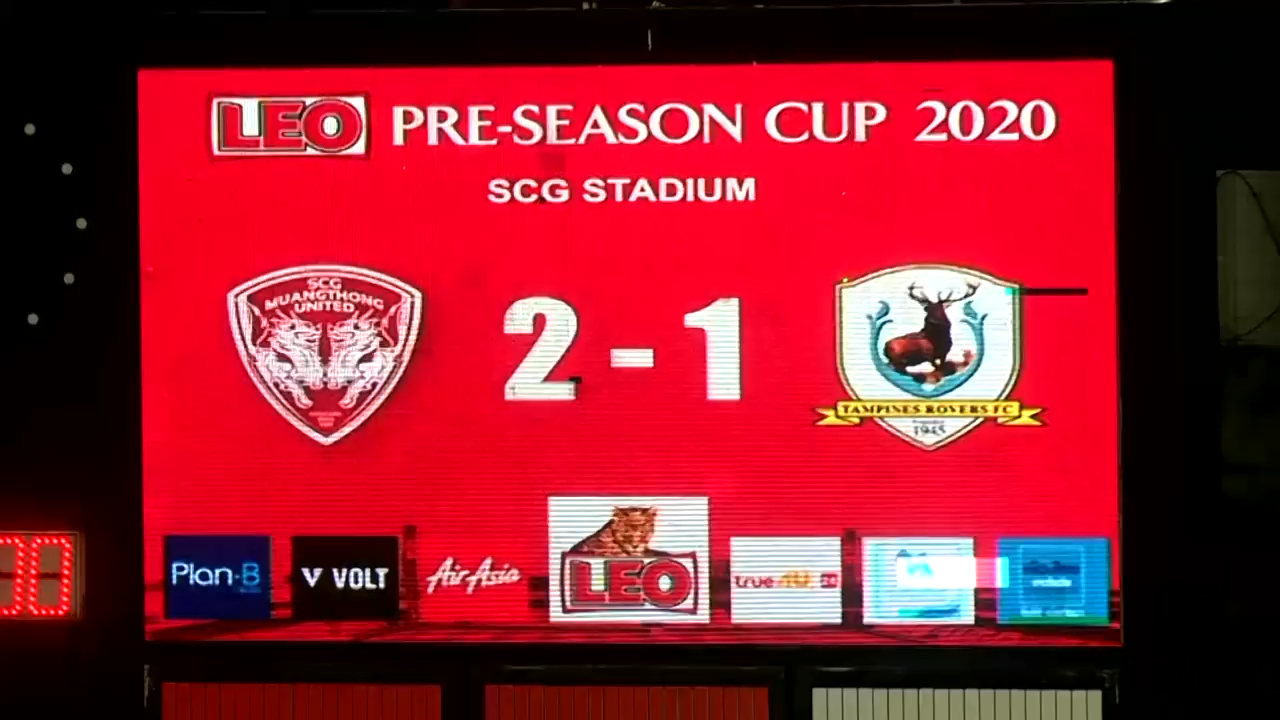 LEO PRE-SEASON CUP 2020
SCG STADIUM
SCG
MUANGTHONG
UNITED
2 - 1
TAMPINES ROVERS FC
1945
Plan-B
VOLT
AirAsia
LEO
true